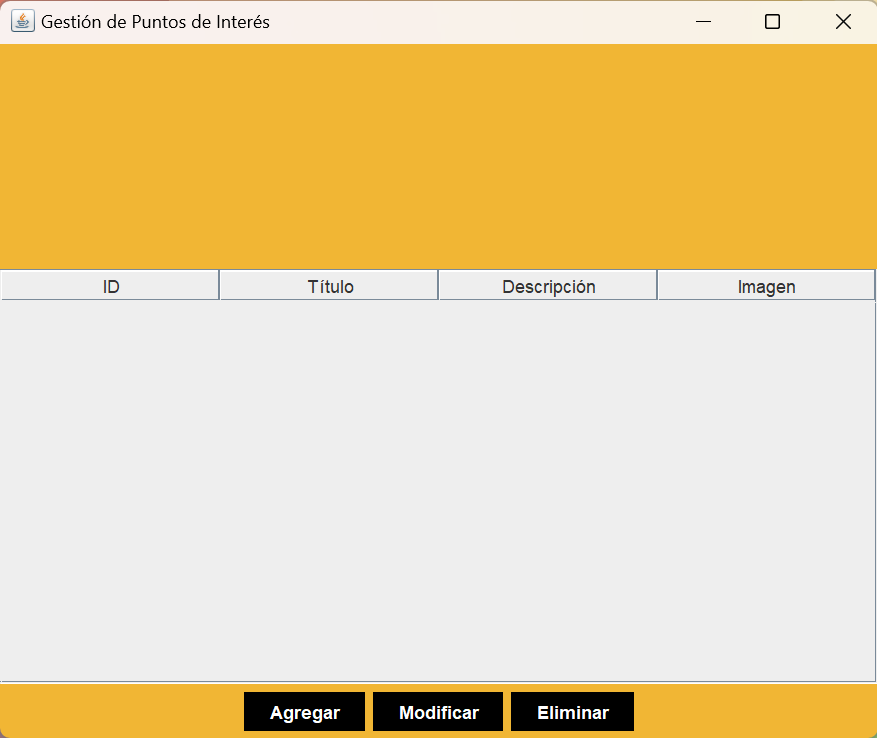 Gestión de Puntos de Interés
ID Título Descripción Imagen
Agregar Modificar Eliminar